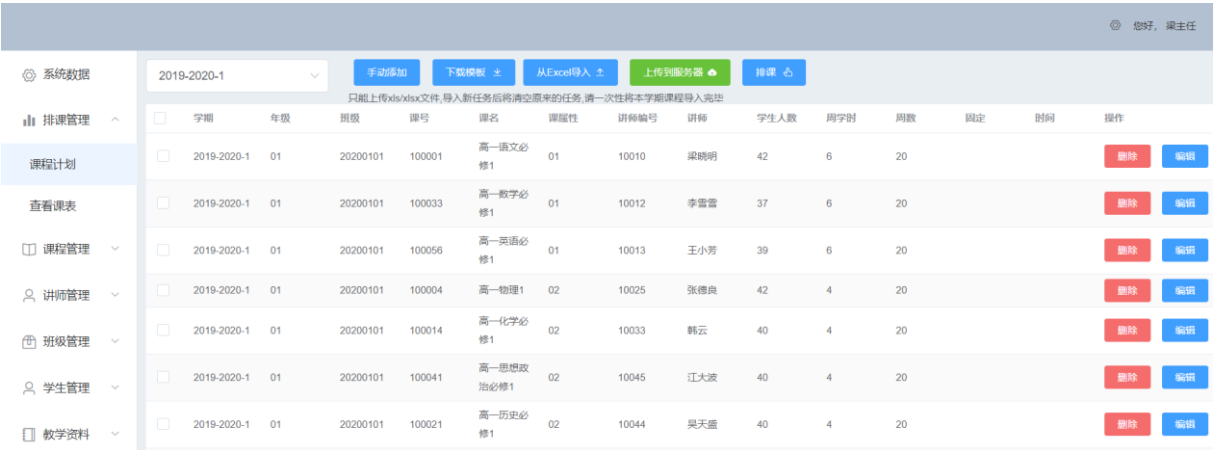 您好, 梁主任
系统数据
2019-2020-1
手动添加
下载模板
从Excel导入
上传到服务器
排课
只能上传xls/xlsx文件,导入新任务后将清空原来的任务,请一次性将本学期课程导入完毕
排课管理
课程计划
查看课表
课程管理
讲师管理
班级管理
学生管理
教学资料
学期 年级 班级 课号 课名 课属性 讲师编号 讲师 学生人数 周学时 周数 固定 时间 操作
2019-2020-1 01 20200101 100001 高一语文必 01 10010 梁晓明 42 6 20 删除 编辑
修1
2019-2020-1 01 20200101 100033 高一数学必 01 10012 李雪雪 37 6 20 删除 编辑
修1
2019-2020-1 01 20200101 100056 高一英语必 01 10013 王小芳 39 6 20 删除 编辑
修1
2019-2020-1 01 20200101 100004 高一物理1 02 10025 张德良 42 4 20 删除 编辑
2019-2020-1 01 20200101 100014 高一化学必 02 10033 韩云 40 4 20 删除 编辑
修1
2019-2020-1 01 20200101 100041 高一思想政 02 10045 江大波 40 4 20 删除 编辑
治必修1
2019-2020-1 01 20200101 100021 高一历史必 02 10044 吴天盛 40 4 20 删除 编辑
修1